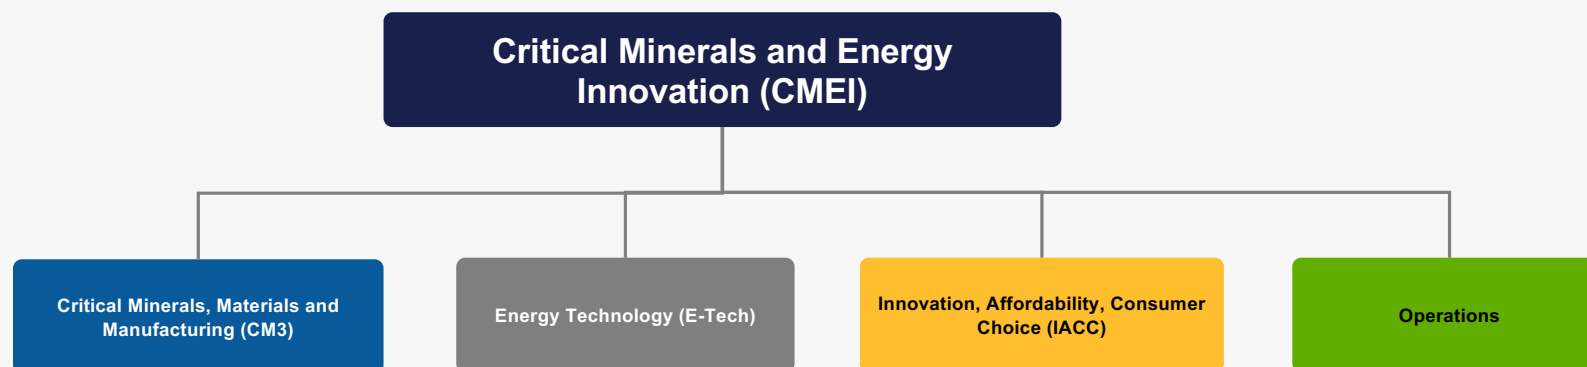 Critical Minerals and Energy
Innovation (CMEI)
Critical Minerals, Materials and
Manufacturing (CM3)
Energy Technology (E-Tech)
Innovation, Affordability, Consumer
Choice (IACC)
Operations